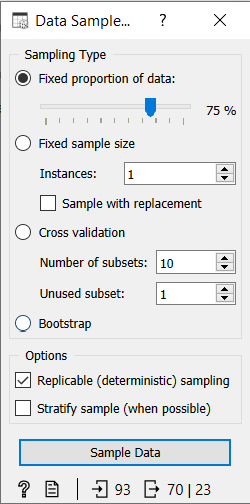 Data Sample...
Sampling Type
Fixed proportion of data:
75 %
Fixed sample size
Instances: 1
Sample with replacement
Cross validation
Number of subsets: 10
Unused subset: 1
Bootstrap
Options
Replicable (deterministic) sampling
Stratify sample (when possible)
Sample Data
? 93 70 | 23